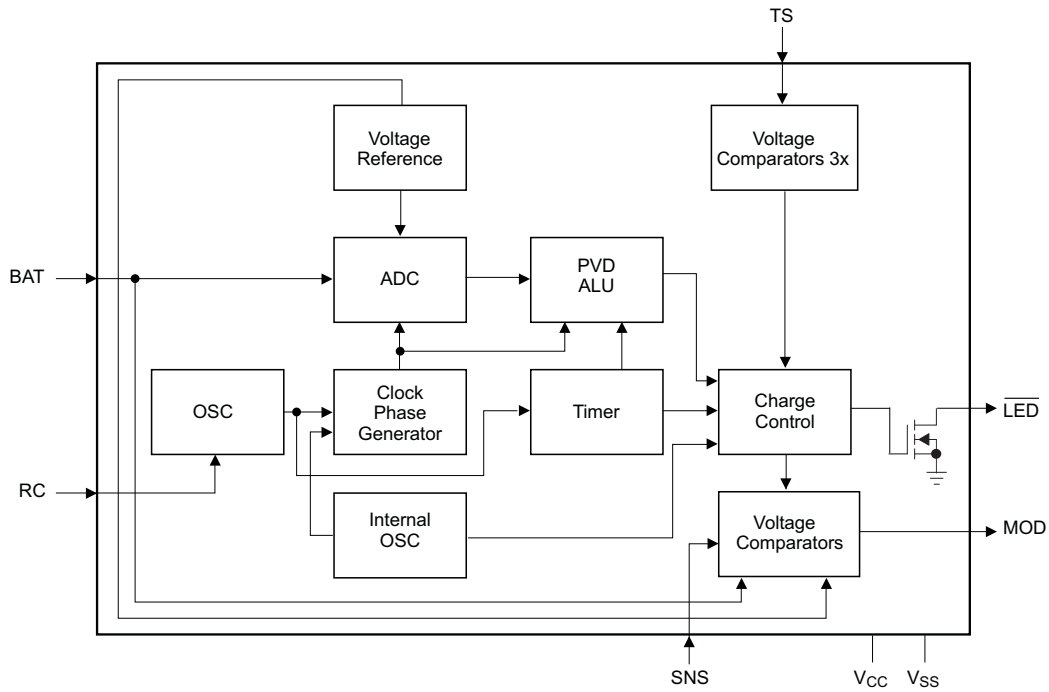 TS
Voltage
Reference
Voltage
Comparators 3x
BAT
ADC
PVD
ALU
OSC
Clock
Phase
Generator
Timer
Charge
Control
LED
RC
Internal
OSC
Voltage
Comparators
MOD
SNS
VCC
VSS